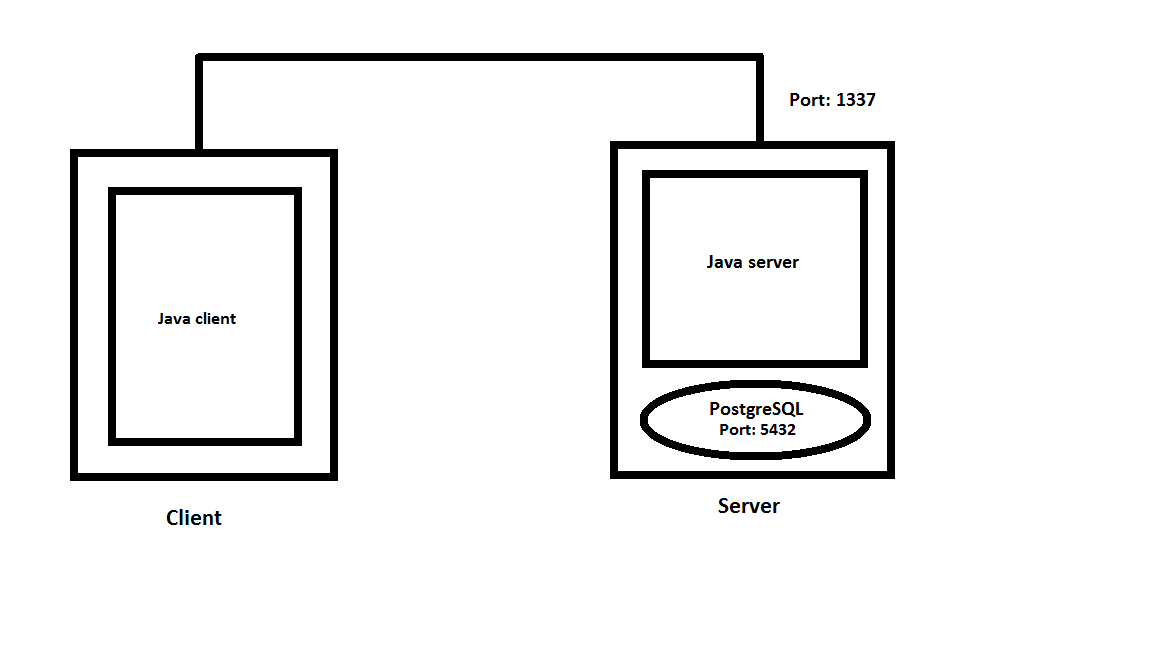 Port: 1337
Java server
Java client
PostgreSQL
Port: 5432
Server
Client